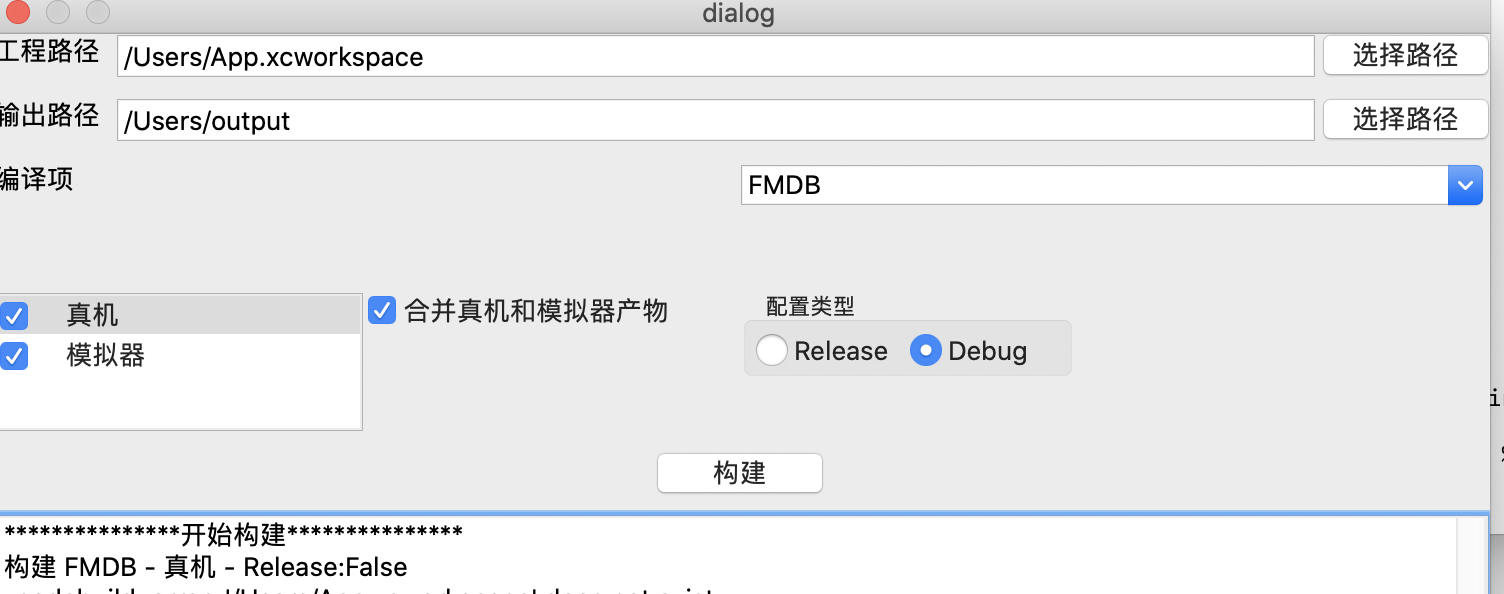 dialog
工程路径 /Users/App.xcworkspace 选择路径
输出路径 /Users/output 选择路径
编译项 FMDB
真机 合并真机和模拟器产物 配置类型
模拟器 Release Debug
构建
***************开始构建***************
构建 FMDB - 真机 - Release:False